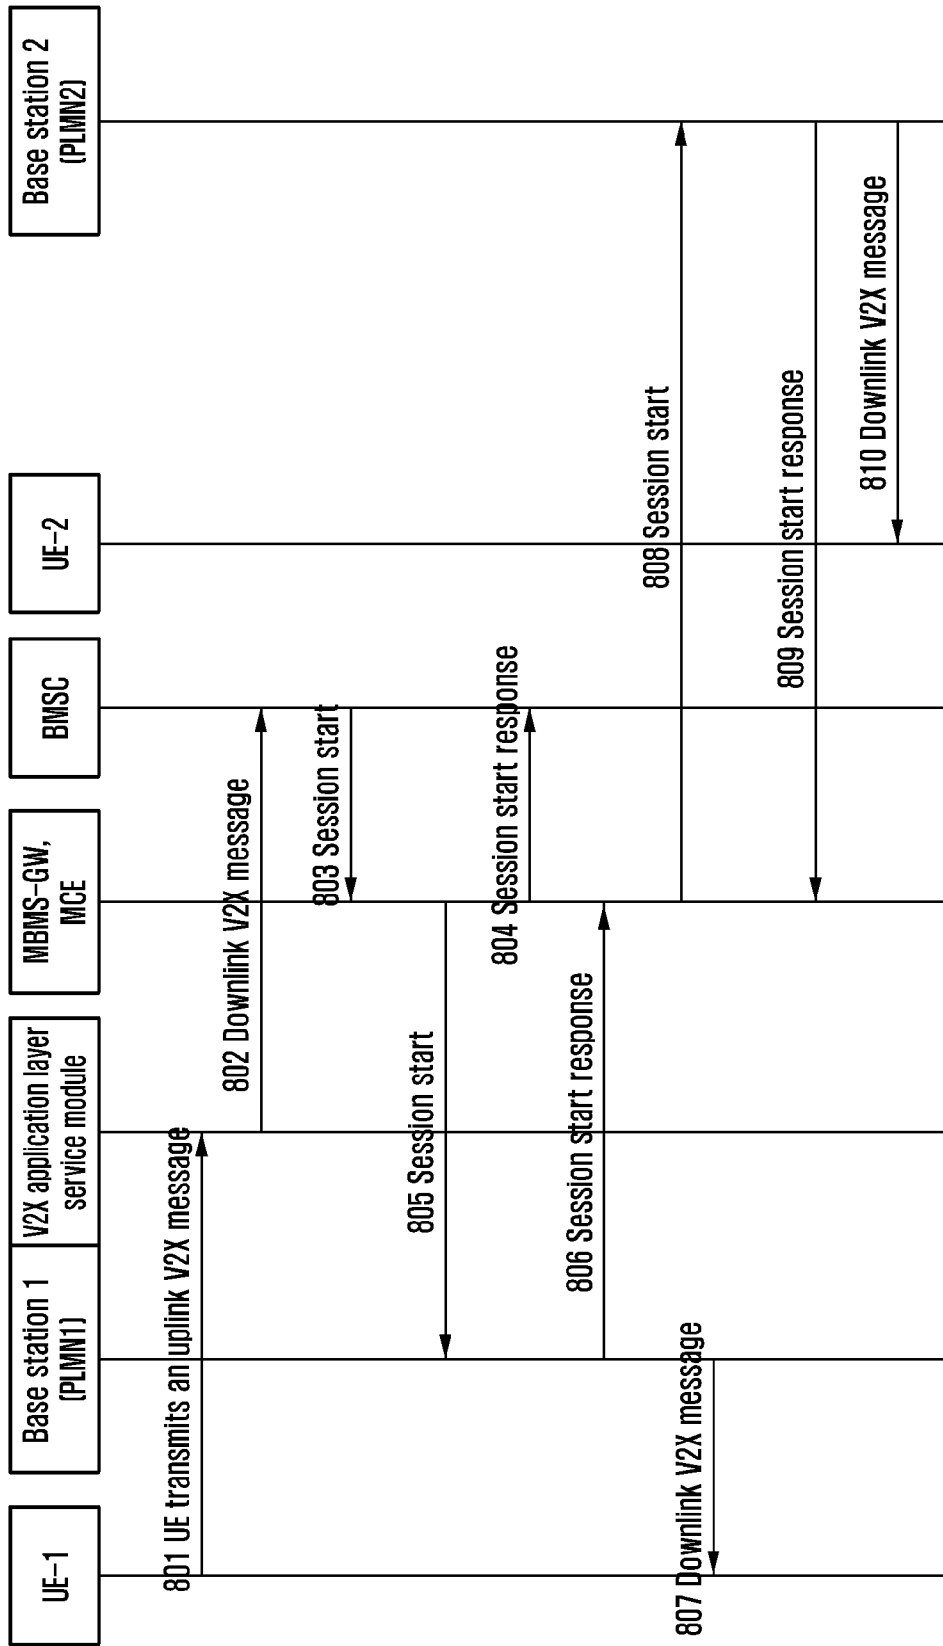 UE-1
Base station 1
(PLMN1)
V2X application layer
service module
MBMS-GW,
MCE
BMSC
UE-2
Base station 2
(PLMN2)
801 UE transmits an uplink V2X message
802 Downlink V2X message
803 Session start
804 Session start response
805 Session start
806 Session start response
807 Downlink V2X message
808 Session start
809 Session start response
810 Downlink V2X message